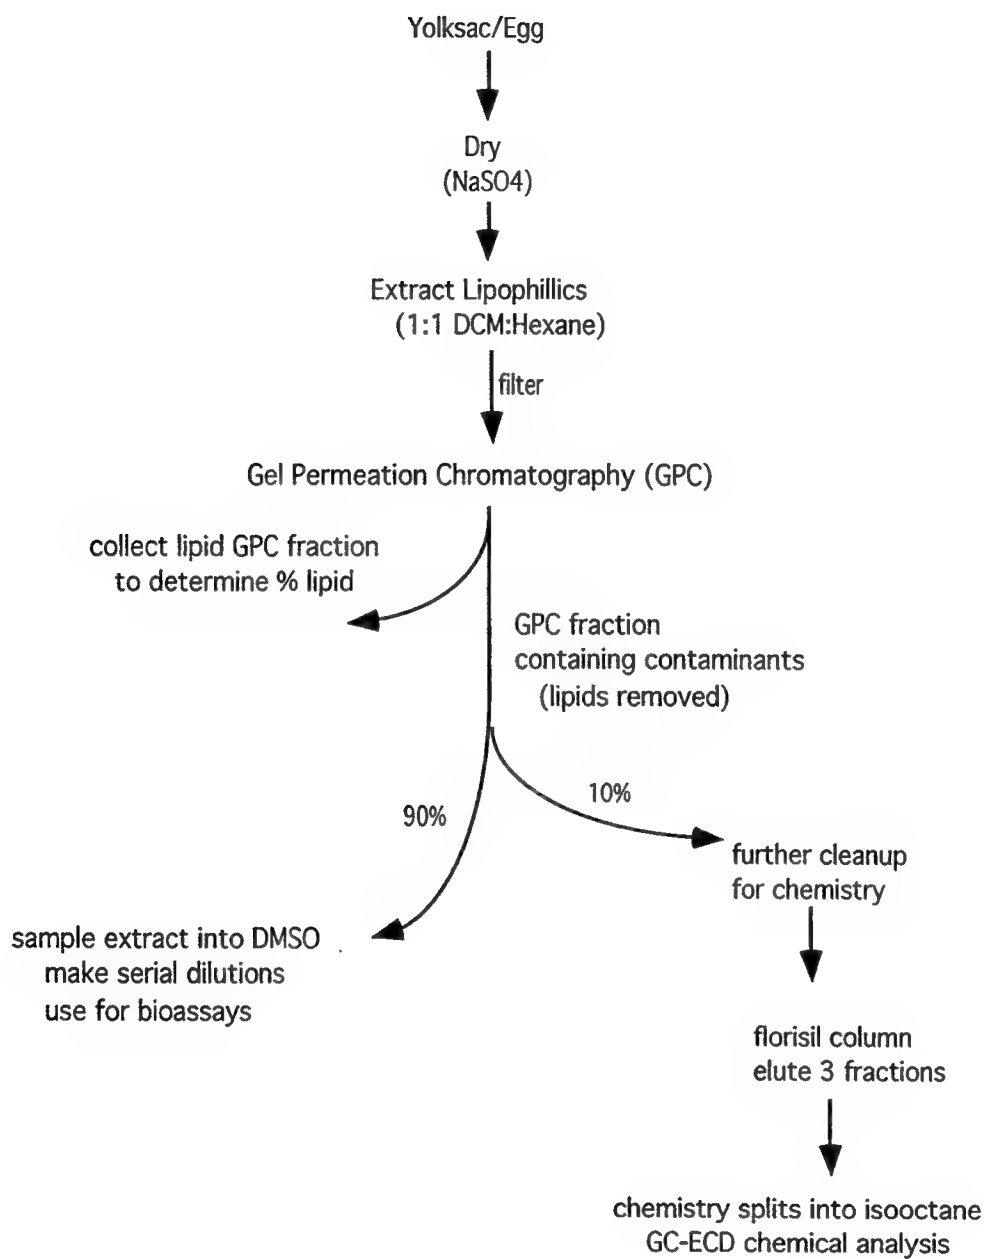 Yolksac/Egg
Dry
(NaSO4)
Extract Lipophillics
(1:1 DCM:Hexane)
filter
Gel Permeation Chromatography (GPC)
collect lipid GPC fraction
to determine % lipid
GPC fraction
containing contaminants
(lipids removed)
90%
10%
further cleanup
for chemistry
sample extract into DMSO
make serial dilutions
use for bioassays
florisil column
elute 3 fractions
chemistry splits into isooctane
GC-ECD chemical analysis